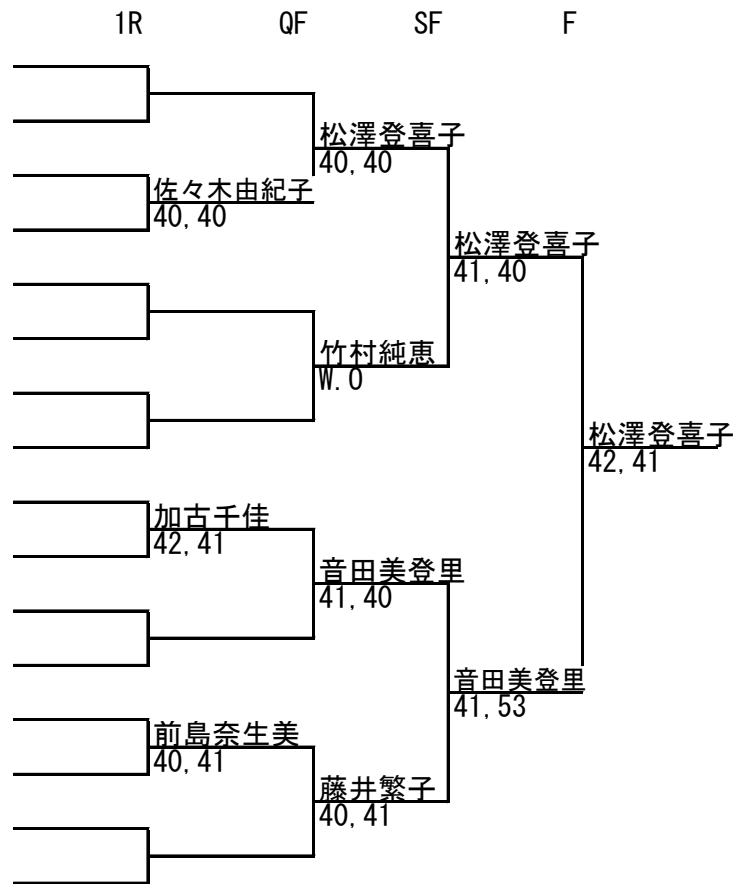 1R QF SF F
松澤登喜子
40,40
佐々木由紀子
40,40
松澤登喜子
41,40
竹村純恵
W.O
松澤登喜子
42,41
加古千佳
42,41
音田美登里
41,40
音田美登里
41,53
前島奈生美
40,41
藤井繁子
40,41